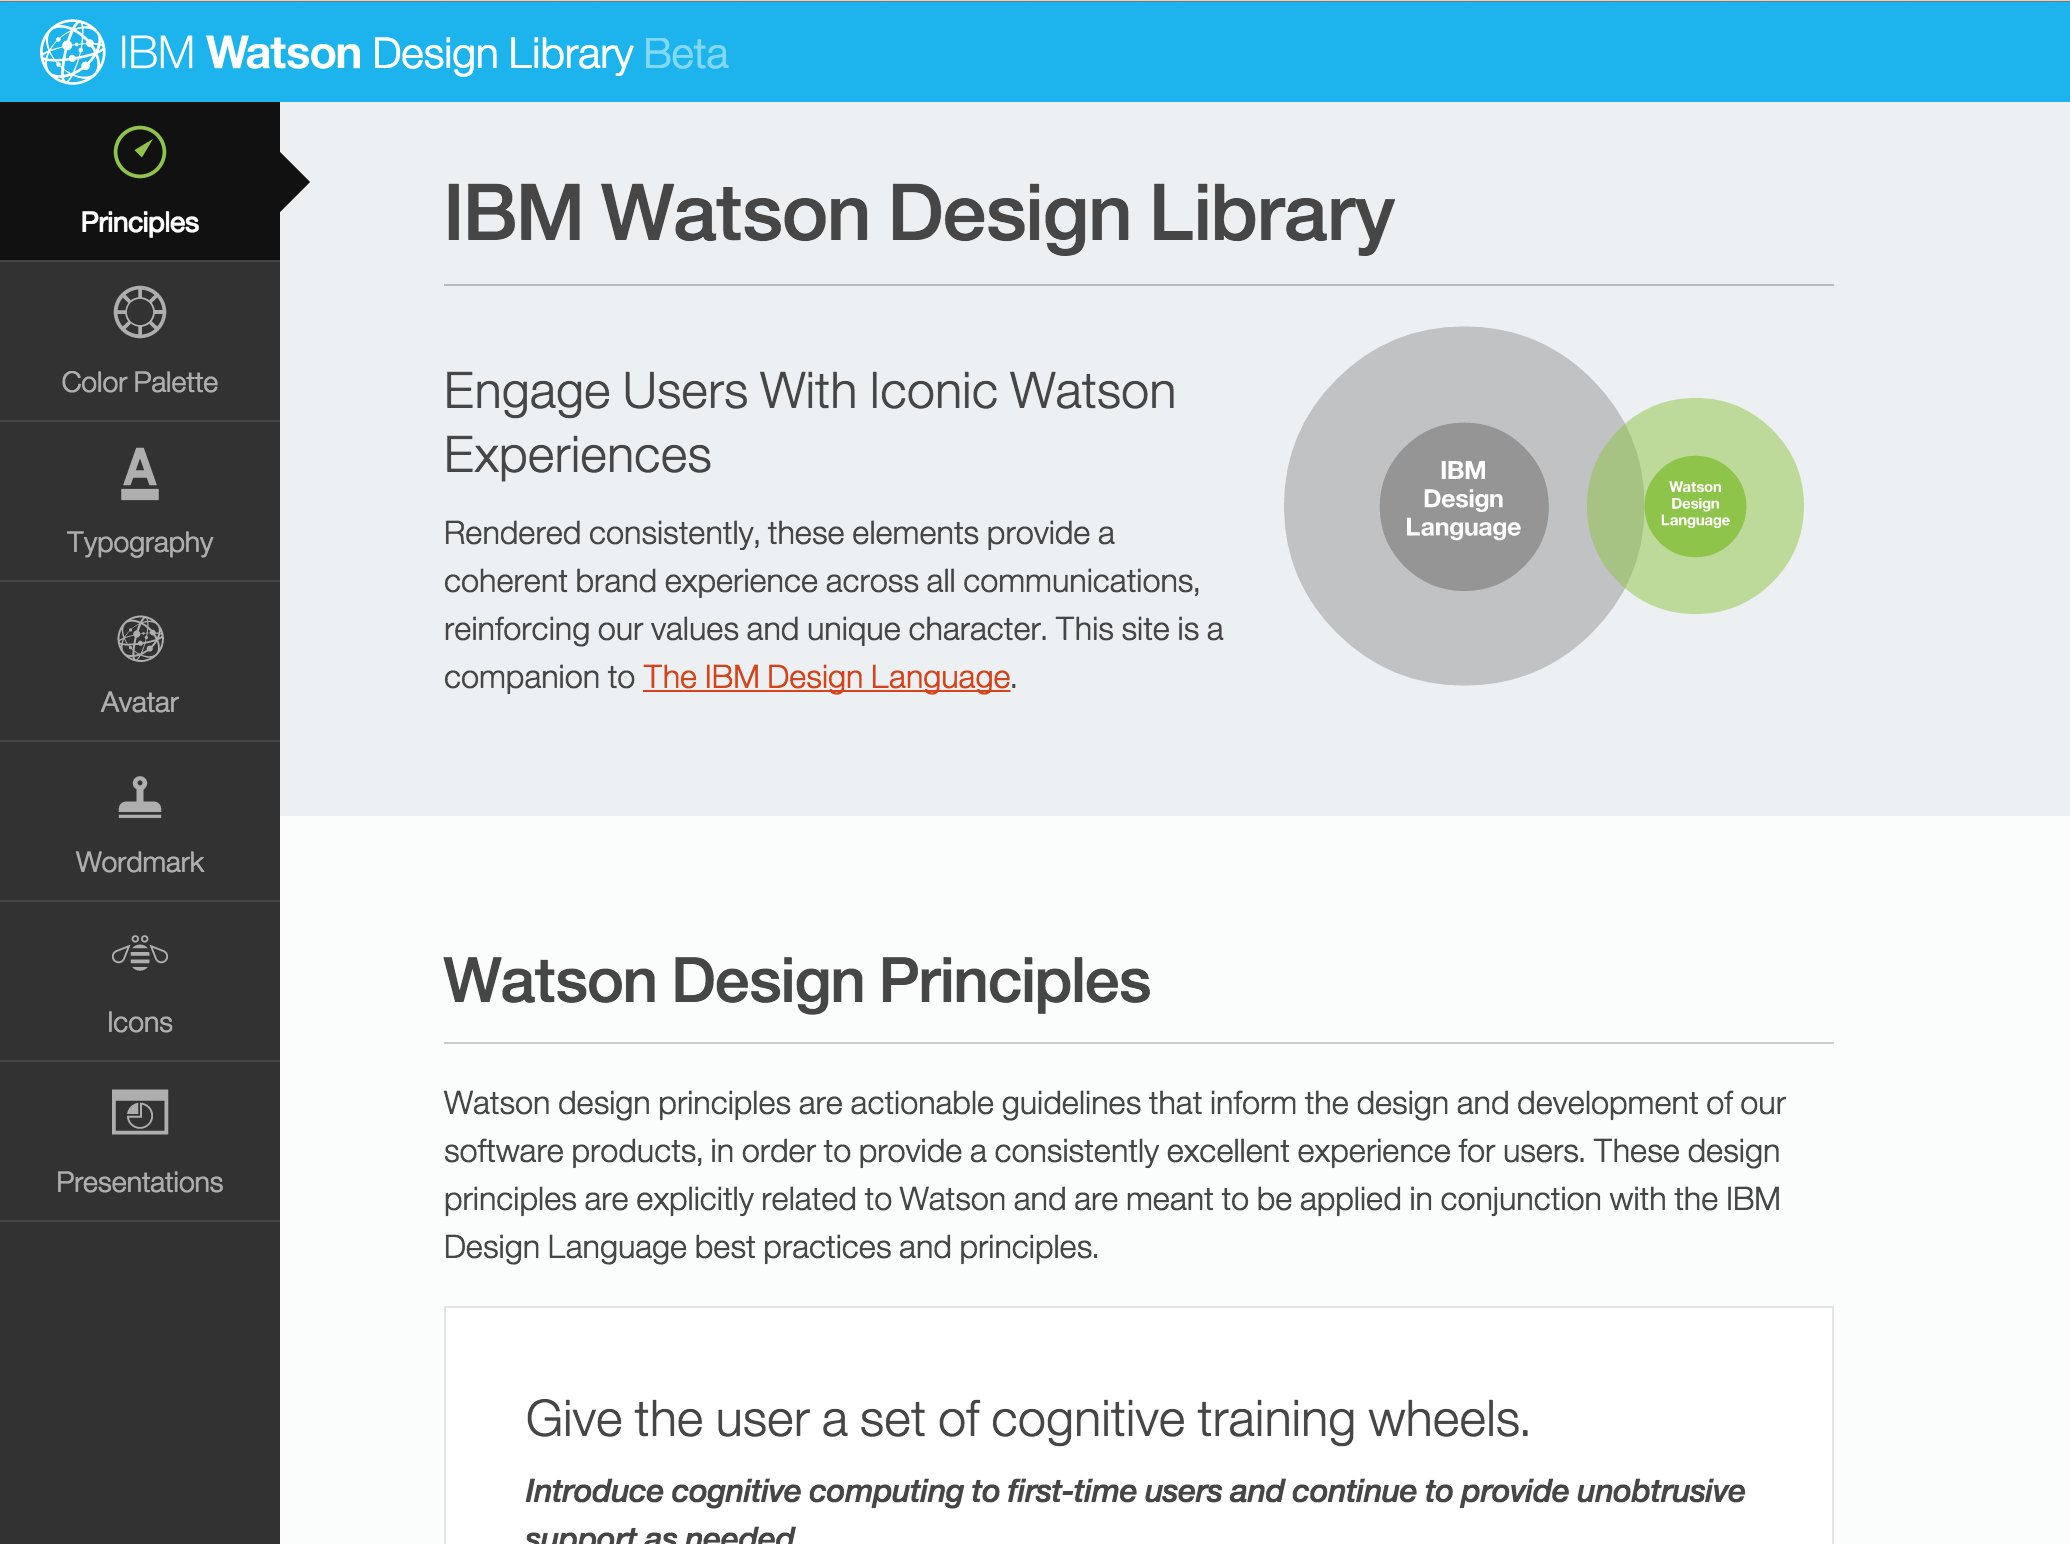 IBM Watson Design Library Beta
Principles
Color Palette
Typography
Avatar
Wordmark
Icons
Presentations
IBM Watson Design Library
Engage Users With Iconic Watson
Experiences
Rendered consistently, these elements provide a
coherent brand experience across all communications,
reinforcing our values and unique character. This site is a
companion to The IBM Design Language.
IBM
Design
Language
Watson
Design
Language
Watson Design Principles
Watson design principles are actionable guidelines that inform the design and development of our
software products, in order to provide a consistently excellent experience for users. These design
principles are explicitly related to Watson and are meant to be applied in conjunction with the IBM
Design Language best practices and principles.
Give the user a set of cognitive training wheels.
Introduce cognitive computing to first-time users and continue to provide unobtrusive
support as needed